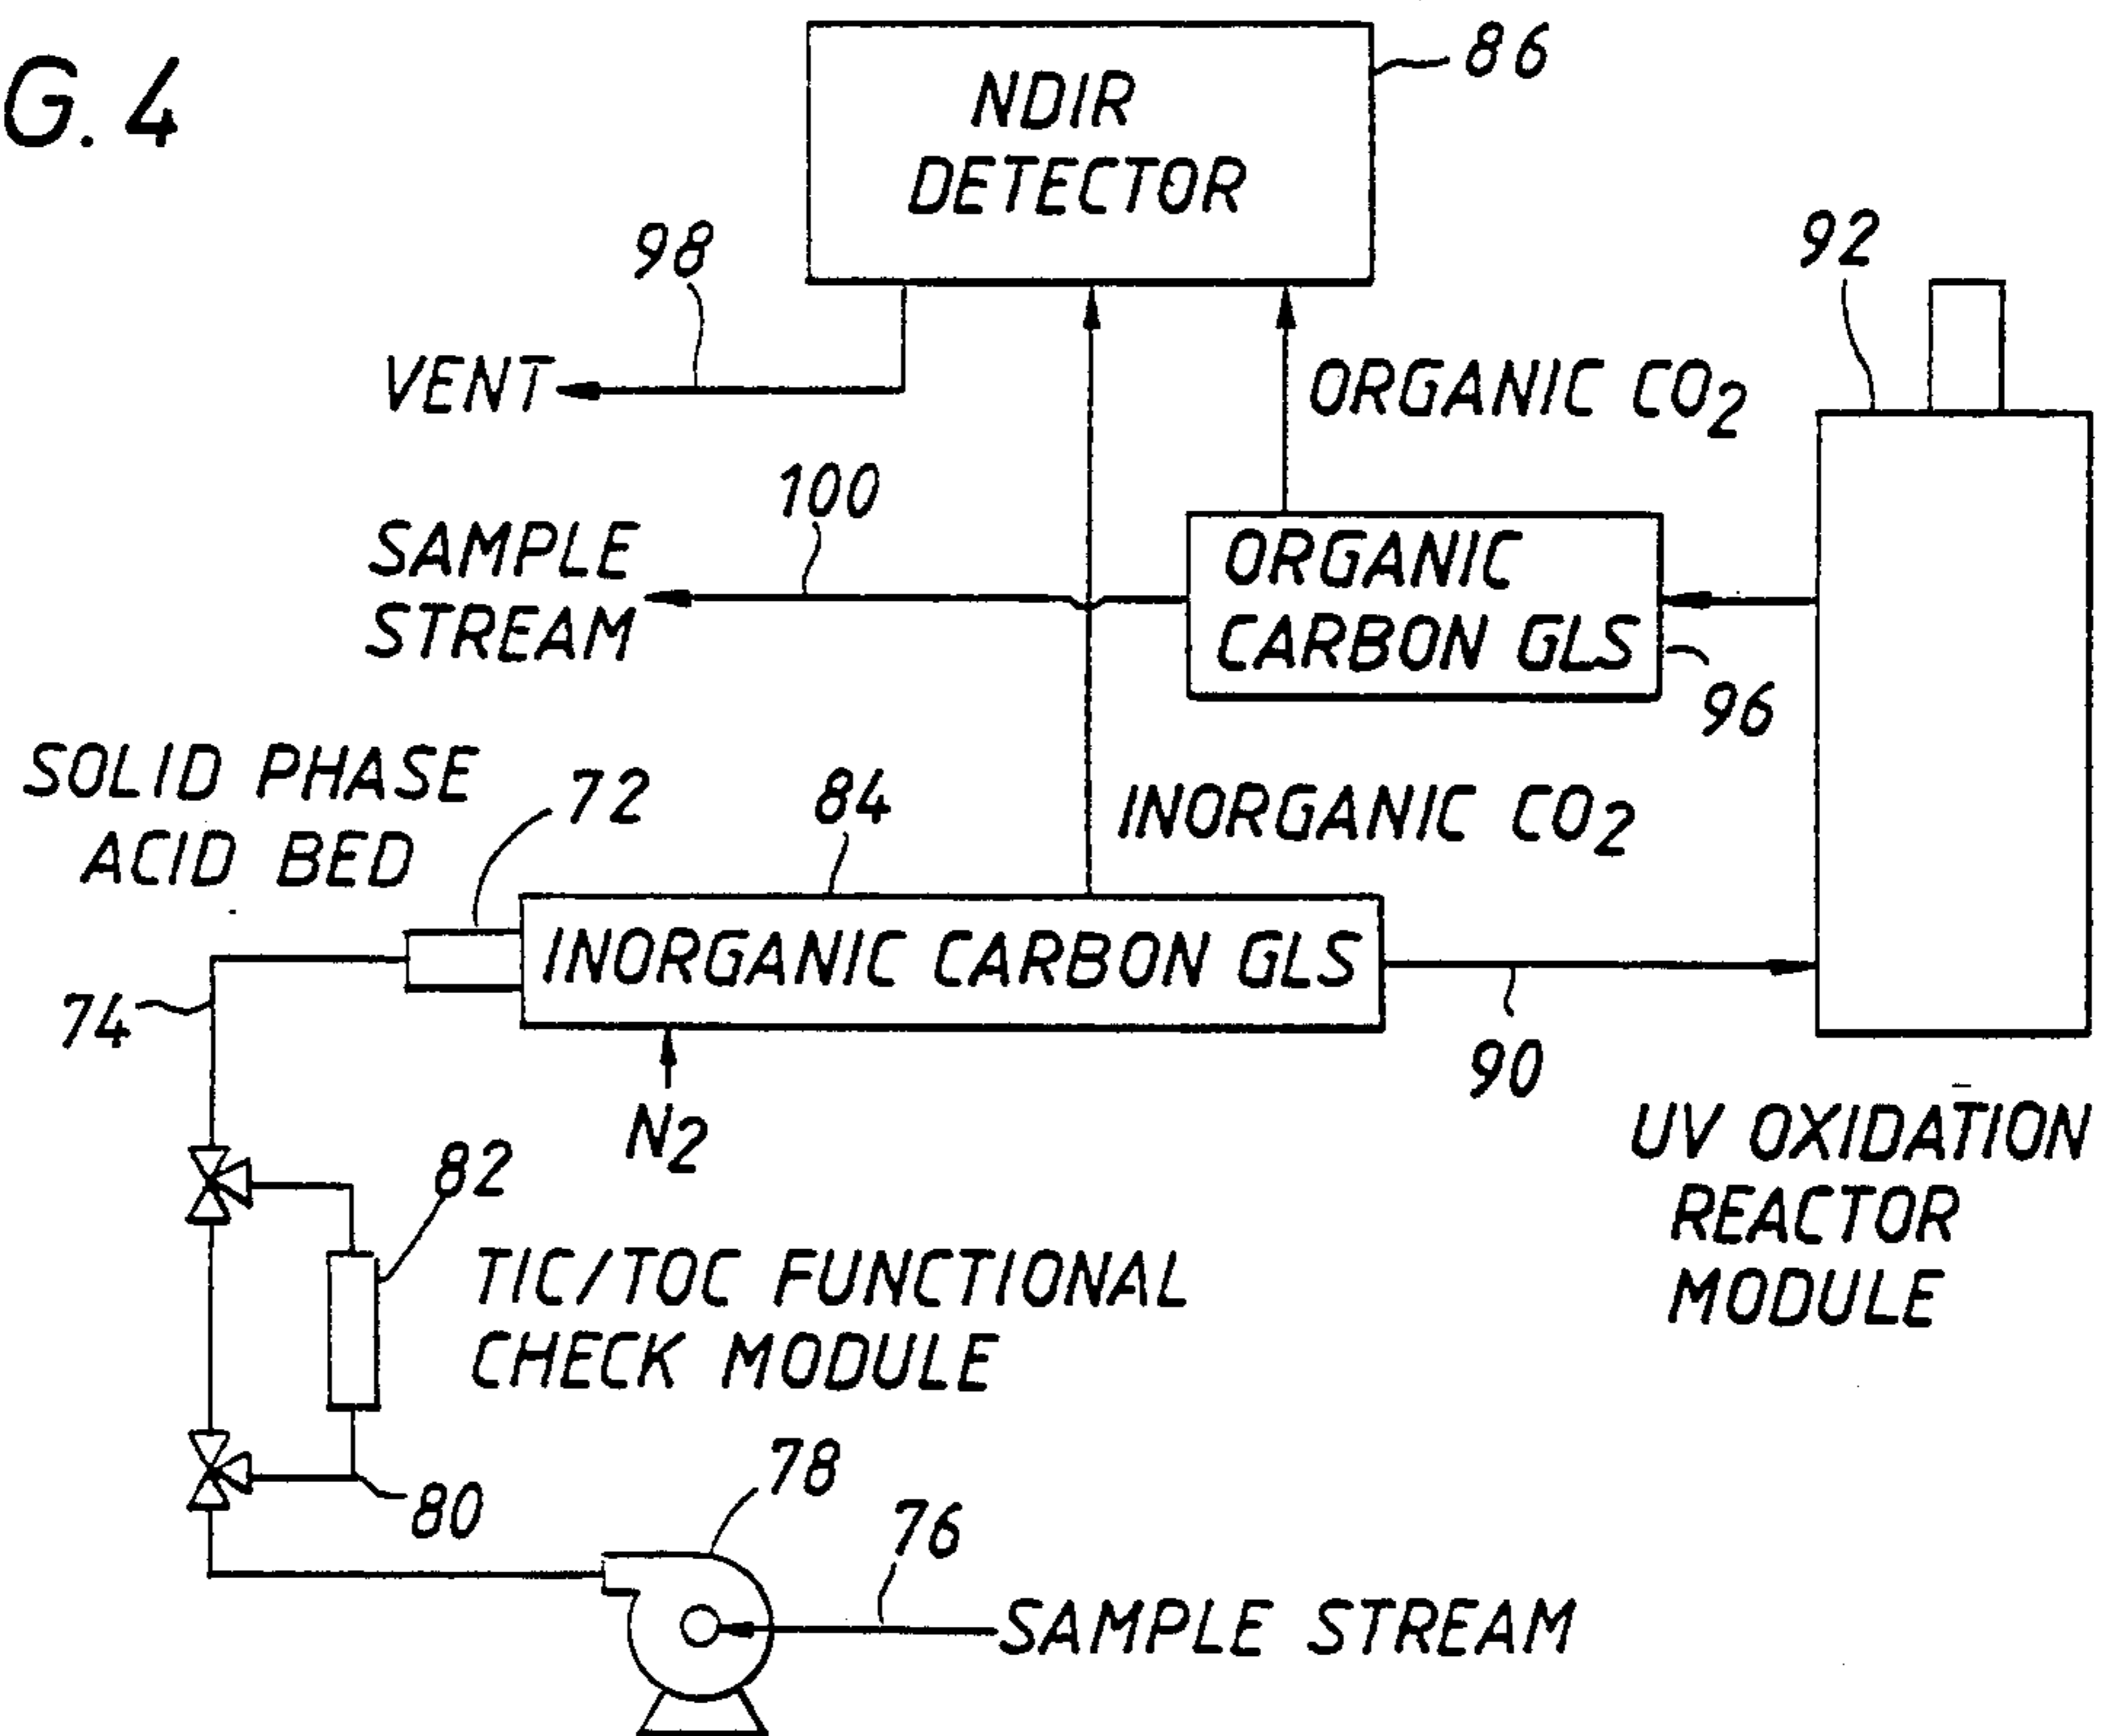 G. 4
86
NDIR
DETECTOR
98
92
VENT
ORGANIC CO2
100
SAMPLE
STREAM
ORGANIC
CARBON GLS
96
SOLID PHASE
ACID BED
72
84
INORGANIC CO2
INORGANIC CARBON GLS
74
90
N2
UV OXIDATION
REACTOR
MODULE
82
TIC/TOC FUNCTIONAL
CHECK MODULE
78
80
76
SAMPLE STREAM